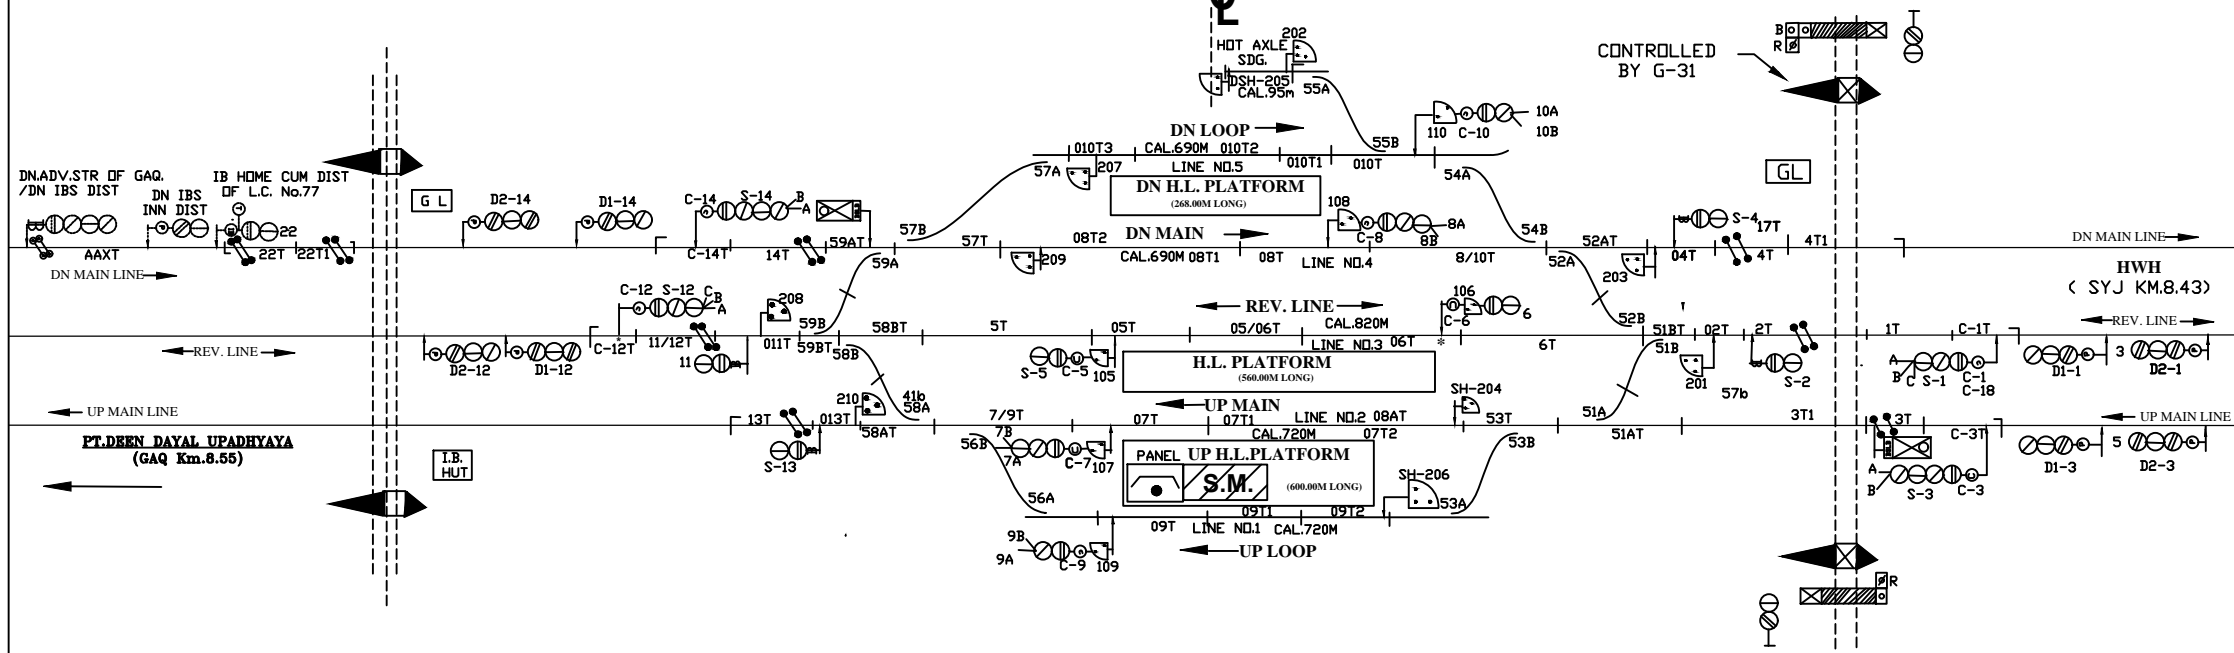 C L
HOT AXLE
SDG.
202
DSH-205
CAL.95m
55A
CONTROLLED
BY G-31
B
R
DN LOOP
110 C-10
10A
10B
55B
010T3 CAL.690M 010T2
LINE NO.5
010T1 010T
57A
207
54A
DN H.L. PLATFORM
(268.00M LONG)
GL
DN.ADV.STR OF GAQ.
/DN IBS DIST
DN IBS
INN DIST
IB HOME CUM DIST
OF L.C. No.77
22
G L
D2-14
D1-14
C-14 S-14
B
A
57B
108
8A
C-8
8B
54B
S-4
17T
DN MAIN
AAXT
22T 22T1
C-14T
14T
59AT
57T
08T2
CAL.690M 08T1
08T
LINE NO.4
8/10T
52AT
04T
4T
4T1
DN MAIN LINE
DN MAIN LINE
59A
209
52A
203
HWH
( SYJ KM.8.43)
C-12 S-12
C
B
A
208
REV. LINE
106
C-6
6
59B
52B
REV. LINE
REV. LINE
C-12T
11/12T
011T
59BT
58BT
5T
05T
05/06T
CAL.820M
LINE NO.3 06T
*
6T
51BT
02T
2T
1T
C-1T
58B
51B
D2-12
D1-12
11
S-5
C-5
105
H.L. PLATFORM
(560.00M LONG)
201
57b
S-2
A
B
C
S-1
C-1
C-18
D1-1
3
D2-1
210
41b
58A
SH-204
UP MAIN LINE
UP MAIN
UP MAIN LINE
13T
013T
58AT
7/9T
07T
07T1
LINE NO.2 08AT
CAL.720M
07T2
53T
51A
51AT
3T1
3T
C-3T
PT.DEEN DAYAL UPADHYAYA
(GAQ Km.8.55)
I.B.
HUT
S-13
56B
7B
7A
C-7
107
PANEL
UP H.L.PLATFORM
S.M.
(600.00M LONG)
53B
SH-206
53A
A
B
S-3
C-3
D1-3
5
D2-3
56A
09T
09T1
09T2
LINE NO.1 CAL.720M
UP LOOP
9B
9A
C-9
109
R